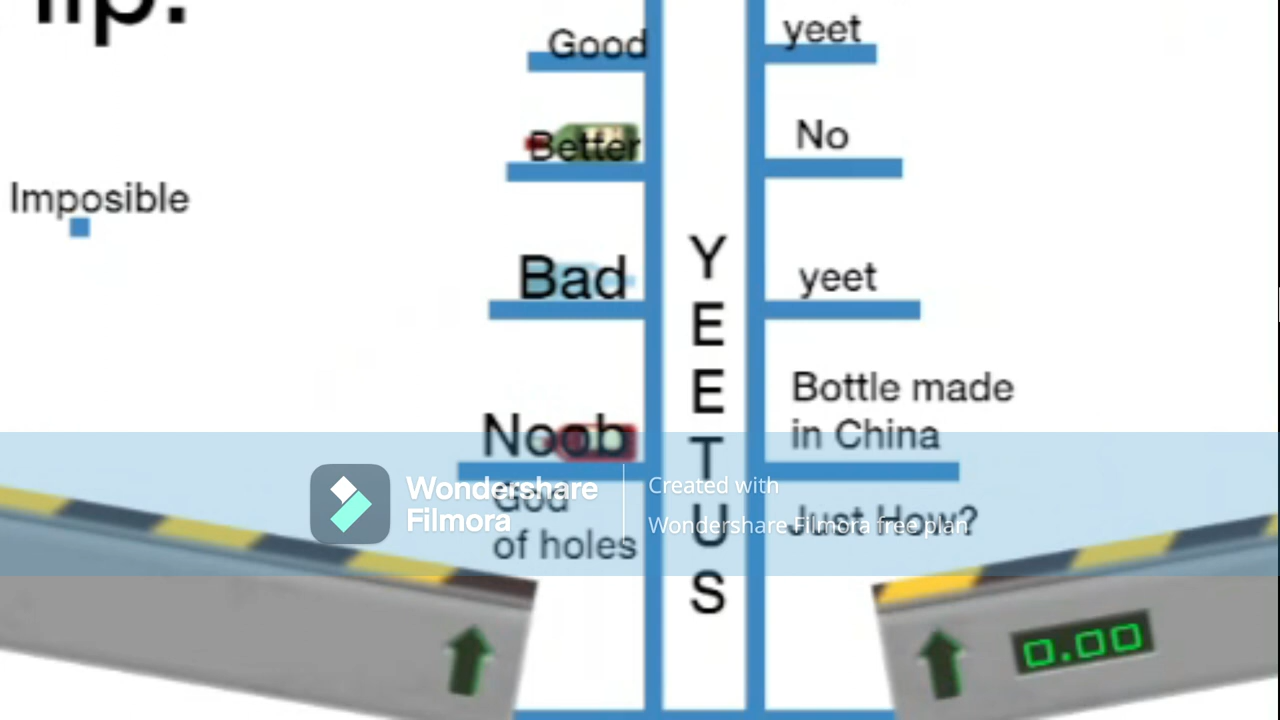 ip.
Good
yeet
Better
No
Imposible
Bad
yeet
Y
E
E
T
U
S
Bottle made
in China
Noob
God
of holes
Just How?
Wondershare
Filmora
Created with
Wondershare Filmora free plan
0.00